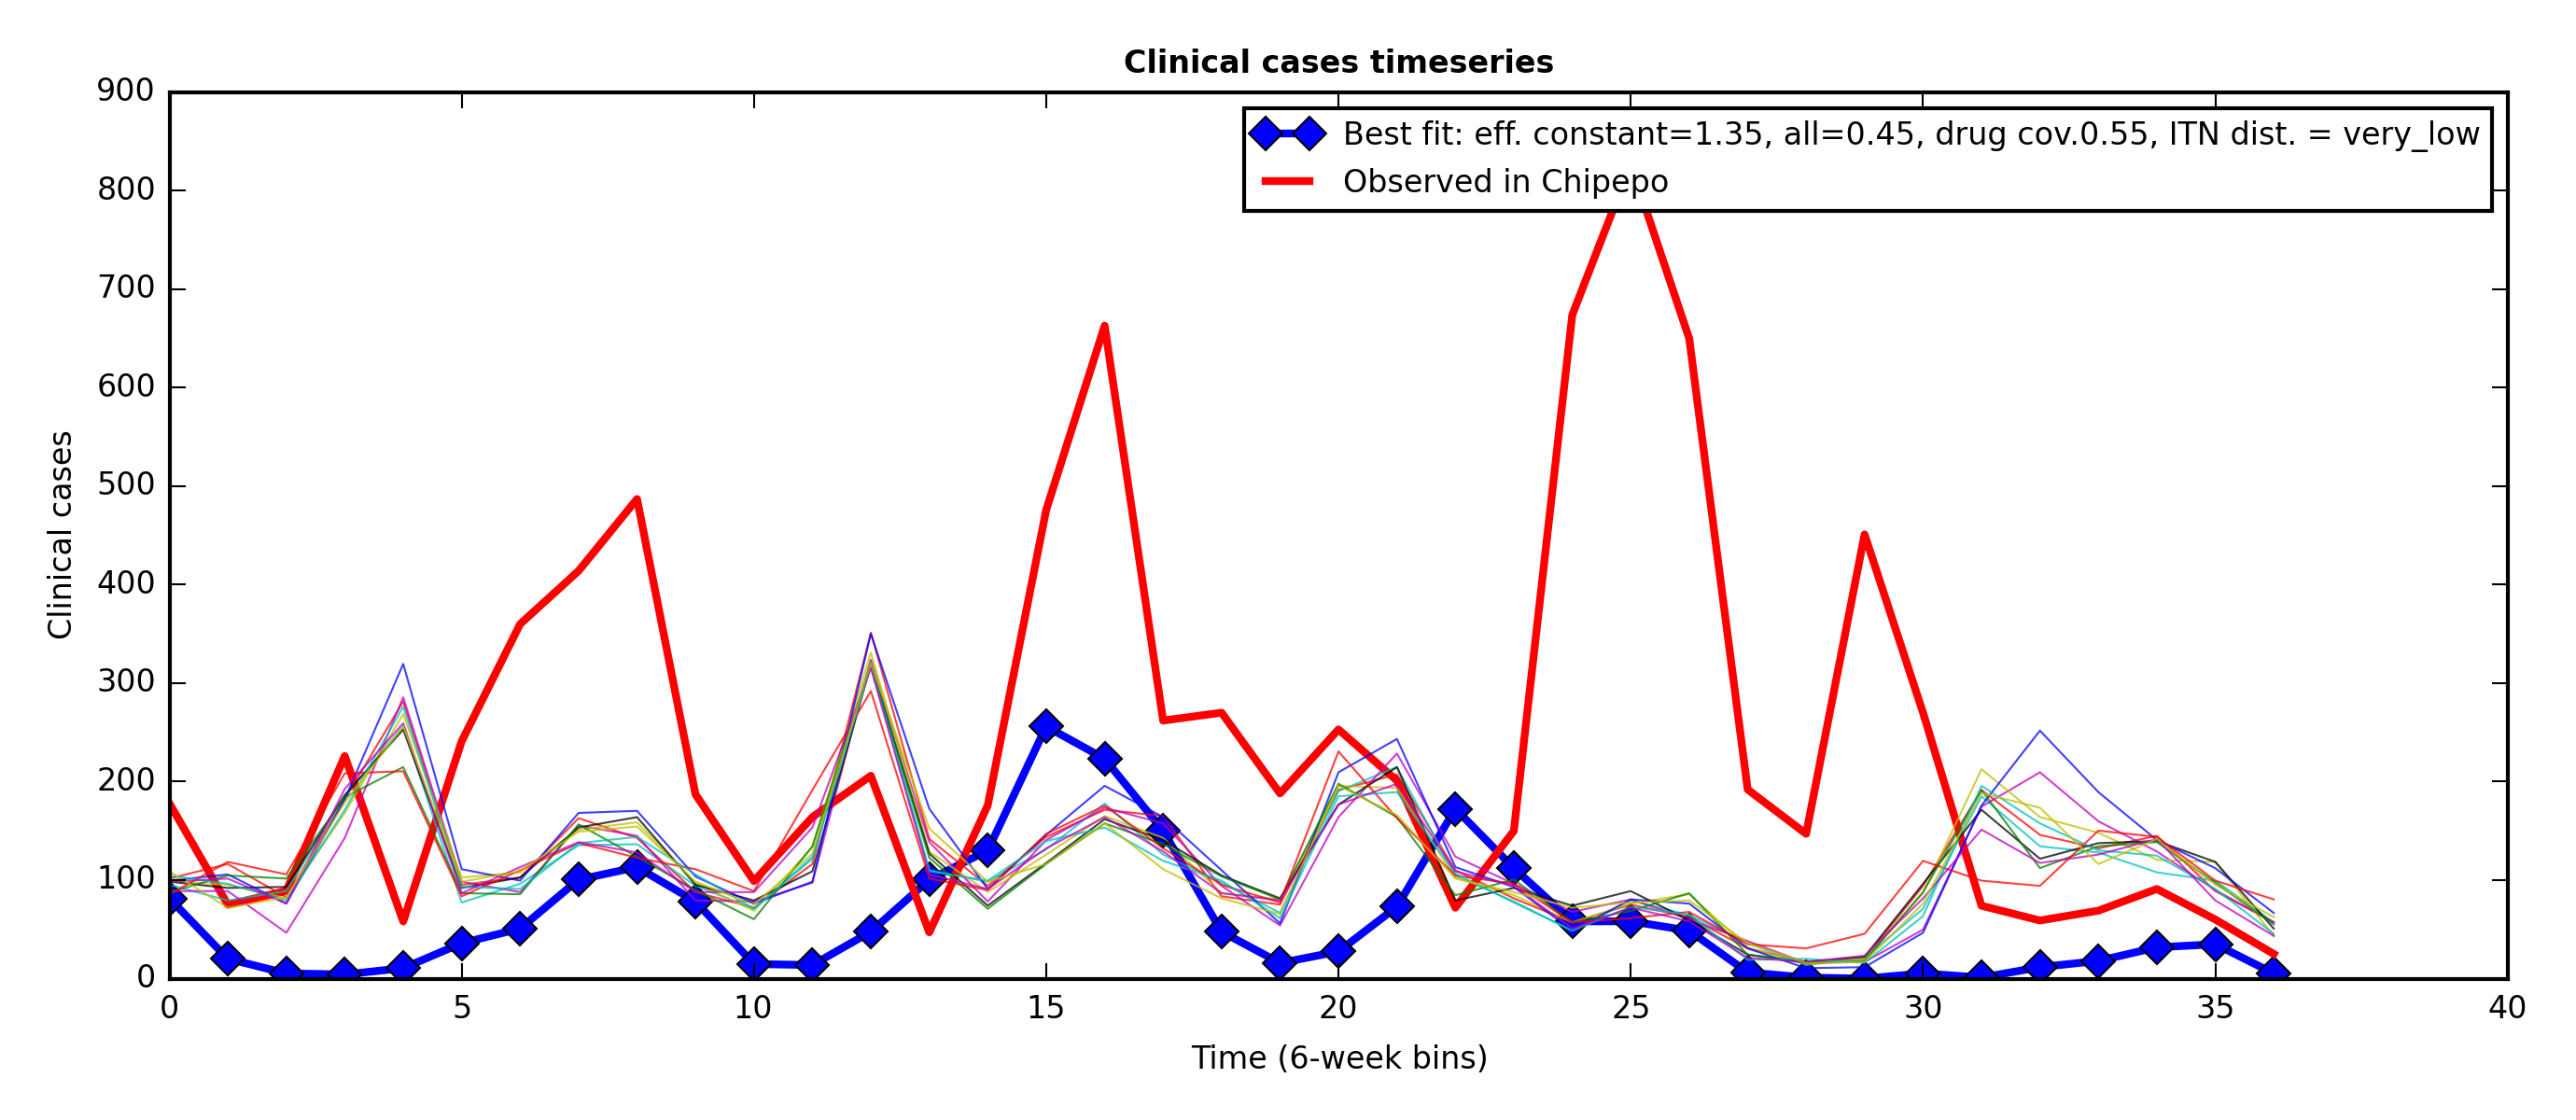 Clinical cases timeseries
Best fit: eff. constant=1.35, all=0.45, drug cov.0.55, ITN dist. = very_low
Observed in Chipepo
Clinical cases
900
800
700
600
500
400
300
200
100
0
0 5 10 15 20 25 30 35 40
Time (6-week bins)